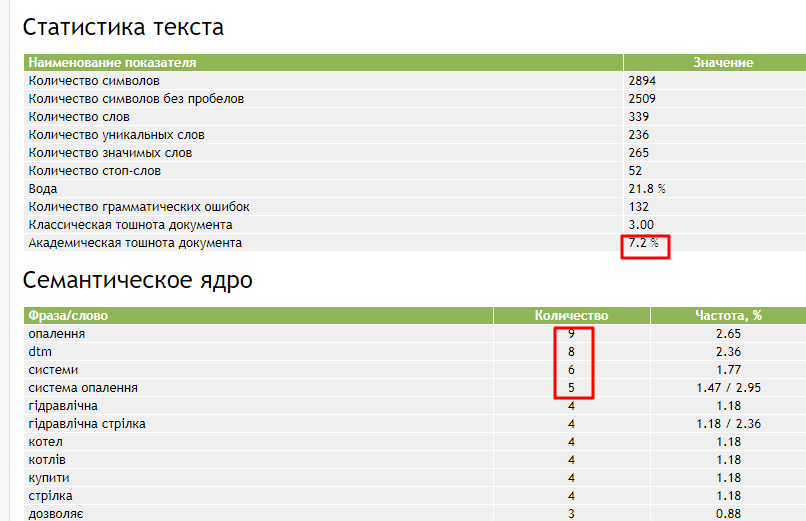 Статистика текста
Наименование показателя Значение
Количество символов 2894
Количество символов без пробелов 2509
Количество слов 339
Количество уникальных слов 236
Количество значимых слов 265
Количество стоп-слов 52
Вода 21.8 %
Количество грамматических ошибок 132
Классическая тошнота документа 3.00
Академическая тошнота документа 7.2 %
Семантическое ядро
Фраза/слово Количество Частота, %
опалення 9 2.65
dtm 8 2.36
системи 6 1.77
система опалення 5 1.47 / 2.95
гідравлічна 4 1.18
гідравлічна стрілка 4 1.18 / 2.36
котел 4 1.18
котлів 4 1.18
купити 4 1.18
стрілка 4 1.18
дозволяє 3 0.88